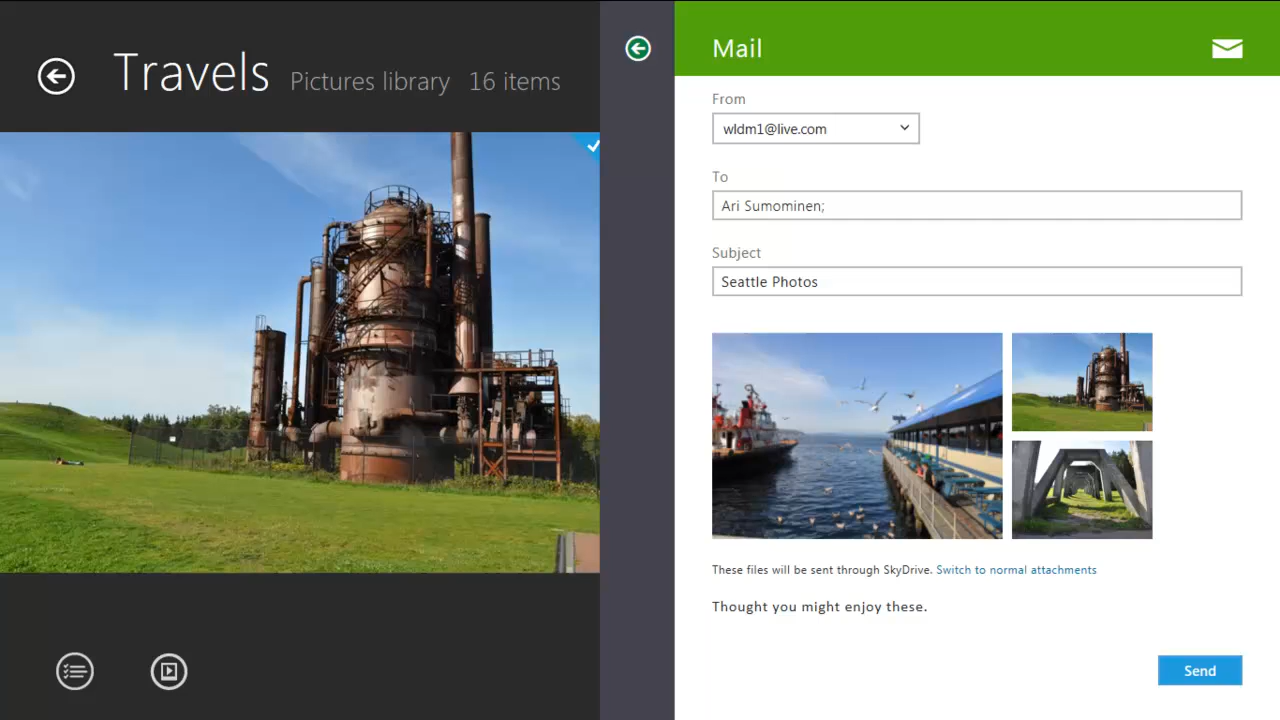 Travels Pictures library 16 items
Mail
From
wldm1@live.com
To
Ari Sumominen;
Subject
Seattle Photos
These files will be sent through SkyDrive. Switch to normal attachments
Thought you might enjoy these.
Send